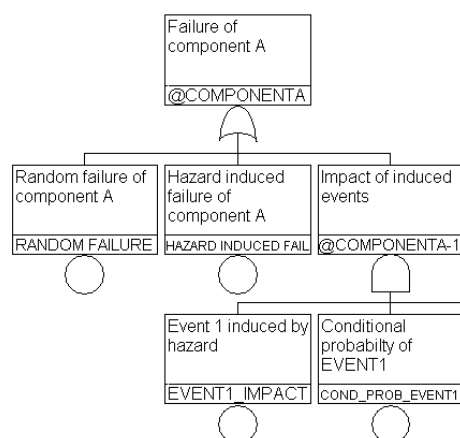 Failure of
component A
@COMPONENTA
Random failure of
component A
RANDOM FAILURE
Hazard induced
failure of
component A
HAZARD INDUCED FAIL
Impact of induced
events
@COMPONENTA-1
Event 1 induced by
hazard
EVENT1_IMPACT
Conditional
probabilty of
EVENT1
COND_PROB_EVENT1